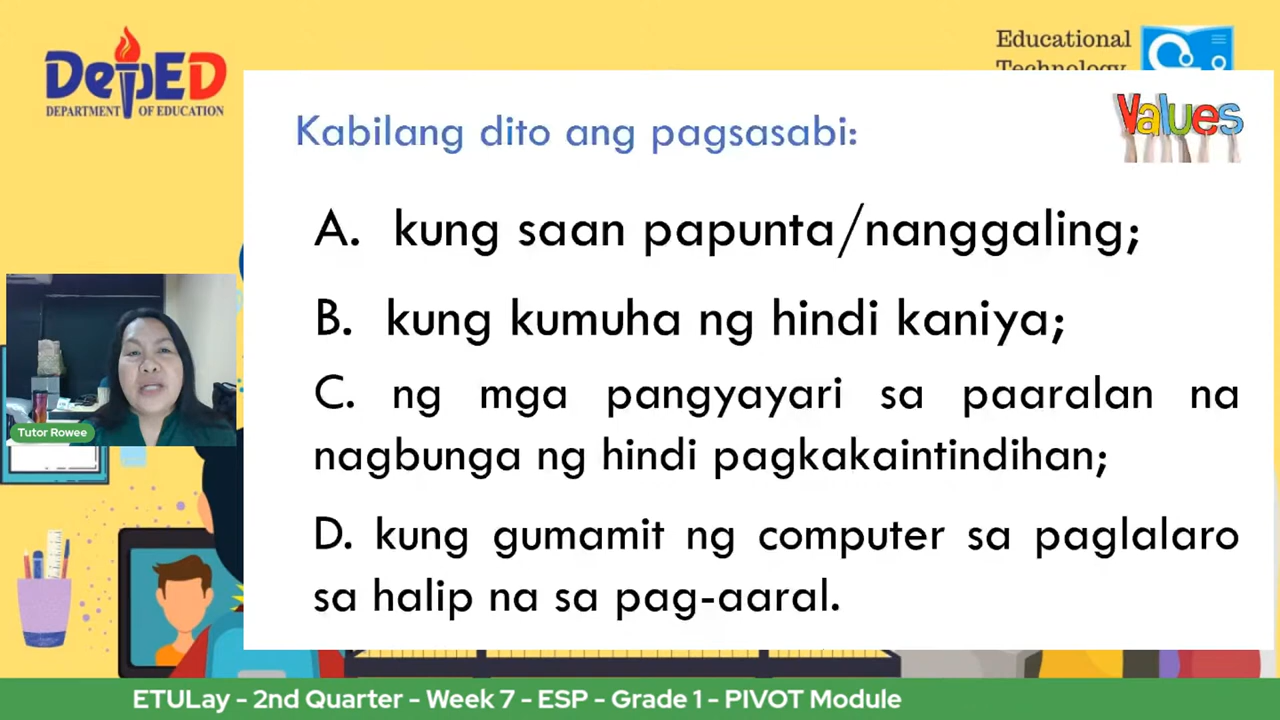 DepED
DEPARTMENT OF EDUCATION
Educational
Technology
Values
Kabilang dito ang pagsasabi:
A. kung saan papunta/nanggaling;
B. kung kumuha ng hindi kaniya;
C. ng mga pangyayari sa paaralan na
nagbunga ng hindi pagkakaintindihan;
D. kung gumamit ng computer sa paglalaro
sa halip na sa pag-aaral.
Tutor Rowee
ETULay - 2nd Quarter - Week 7 - ESP - Grade 1 - PIVOT Module